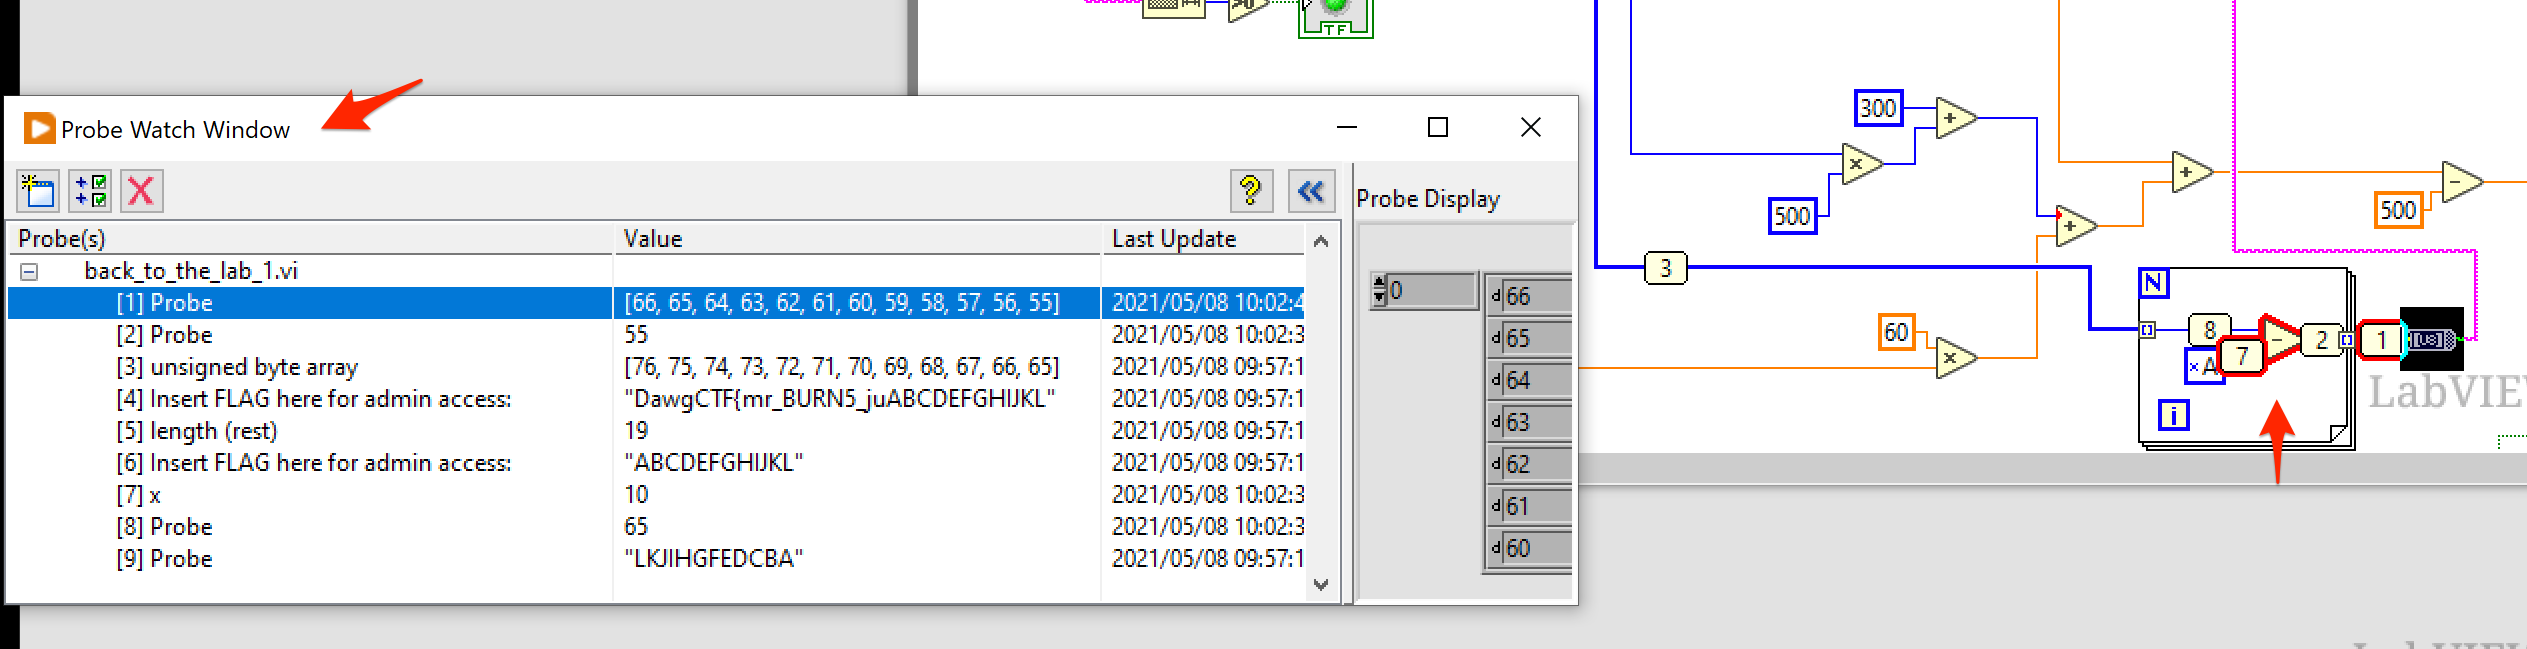 TF
Probe Watch Window
Probe(s) Value Last Update
back_to_the_lab_1.vi
[1] Probe [66, 65, 64, 63, 62, 61, 60, 59, 58, 57, 56, 55] 2021/05/08 10:02:4
[2] Probe 55 2021/05/08 10:02:3
[3] unsigned byte array [76, 75, 74, 73, 72, 71, 70, 69, 68, 67, 66, 65] 2021/05/08 09:57:1
[4] Insert FLAG here for admin access: "DawgCTF{mr_BURN5_juABCDEFGHIJKL" 2021/05/08 09:57:1
[5] length (rest) 19 2021/05/08 09:57:1
[6] Insert FLAG here for admin access: "ABCDEFGHIJKL" 2021/05/08 09:57:1
[7] x 10 2021/05/08 10:02:3
[8] Probe 65 2021/05/08 10:02:3
[9] Probe "LKJIHGFEDCBA" 2021/05/08 09:57:1
Probe Display
0
d 66
d 65
d 64
d 63
d 62
d 61
d 60
300
+
x
500
+
-
500
+
3
60
x
N
8
7
-
2
1
[U8]
xA
i
LabVIEW